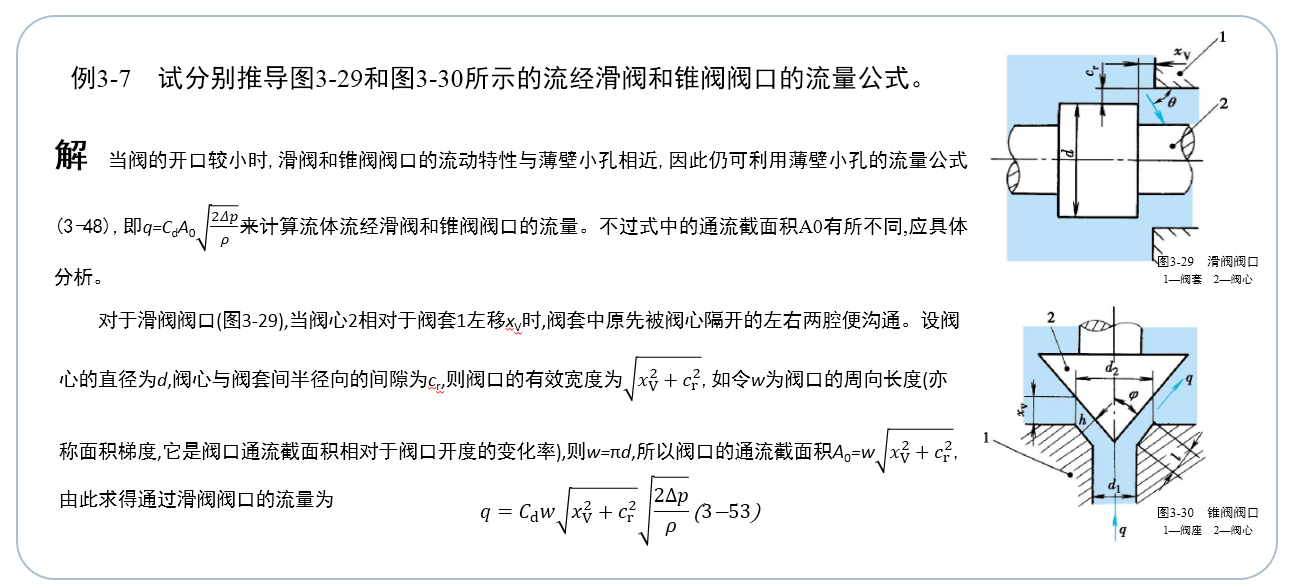 例3-7 试分别推导图3-29和图3-30所示的流经滑阀和锥阀阀口的流量公式。
解 当阀的开口较小时, 滑阀和锥阀阀口的流动特性与薄壁小孔相近, 因此仍可利用薄壁小孔的流量公式
(3-48), 即q=CdA0√(2Δp/ρ)来计算流体流经滑阀和锥阀阀口的流量。不过式中的通流截面积A0有所不同,应具体
分析。
对于滑阀阀口(图3-29),当阀心2相对于阀套1左移xV时,阀套中原先被阀心隔开的左右两腔便沟通。设阀
心的直径为d,阀心与阀套间半径向的间隙为cr,则阀口的有效宽度为√(xV²+cr²), 如令w为阀口的周向长度(亦
称面积梯度,它是阀口通流截面积相对于阀口开度的变化率),则w=πd,所以阀口的通流截面积A0=w√(xV²+cr²),
由此求得通过滑阀阀口的流量为
q = Cdw√(xV²+cr²)√(2Δp/ρ) (3-53)
xV
1
cr
θ
2
d
图3-29 滑阀阀口
1—阀套 2—阀心
2
d2
q
xV
h
φ
1
l
d1
q
图3-30 锥阀阀口
1—阀座 2—阀心